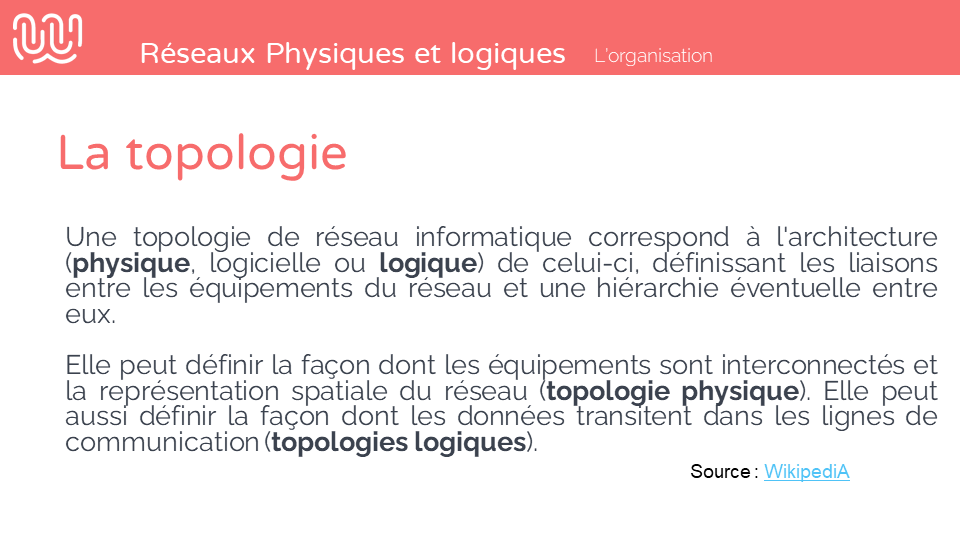 Réseaux Physiques et logiques L'organisation
La topologie
Une topologie de réseau informatique correspond à l'architecture
(physique, logicielle ou logique) de celui-ci, définissant les liaisons
entre les équipements du réseau et une hiérarchie éventuelle entre
eux.
Elle peut définir la façon dont les équipements sont interconnectés et
la représentation spatiale du réseau (topologie physique). Elle peut
aussi définir la façon dont les données transitent dans les lignes de
communication (topologies logiques).
Source : WikipediA